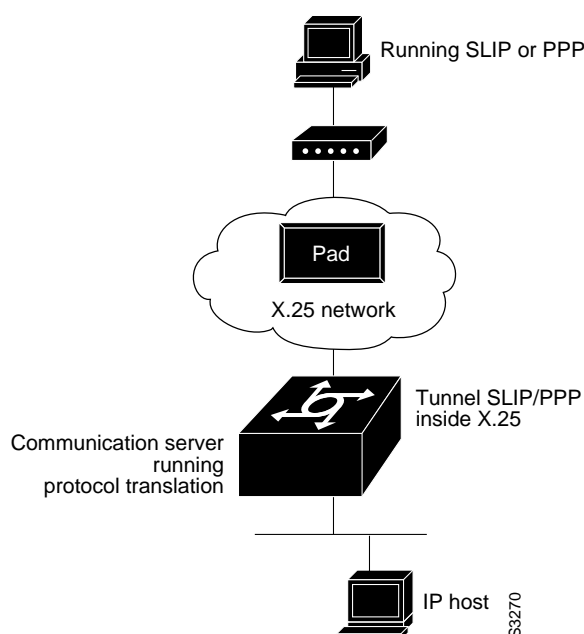 Running SLIP or PPP
Pad
X.25 network
Tunnel SLIP/PPP
inside X.25
Communication server
running
protocol translation
IP host
S3270